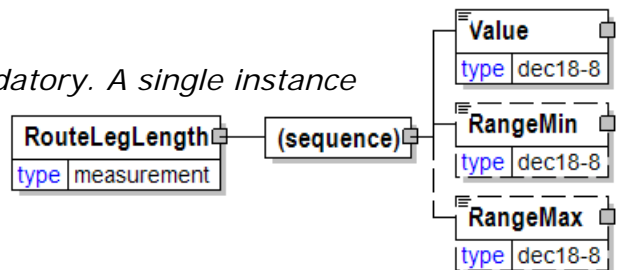 Value
type dec18-8
datory. A single instance
RouteLegLength
type measurement
(sequence)
RangeMin
type dec18-8
RangeMax
type dec18-8